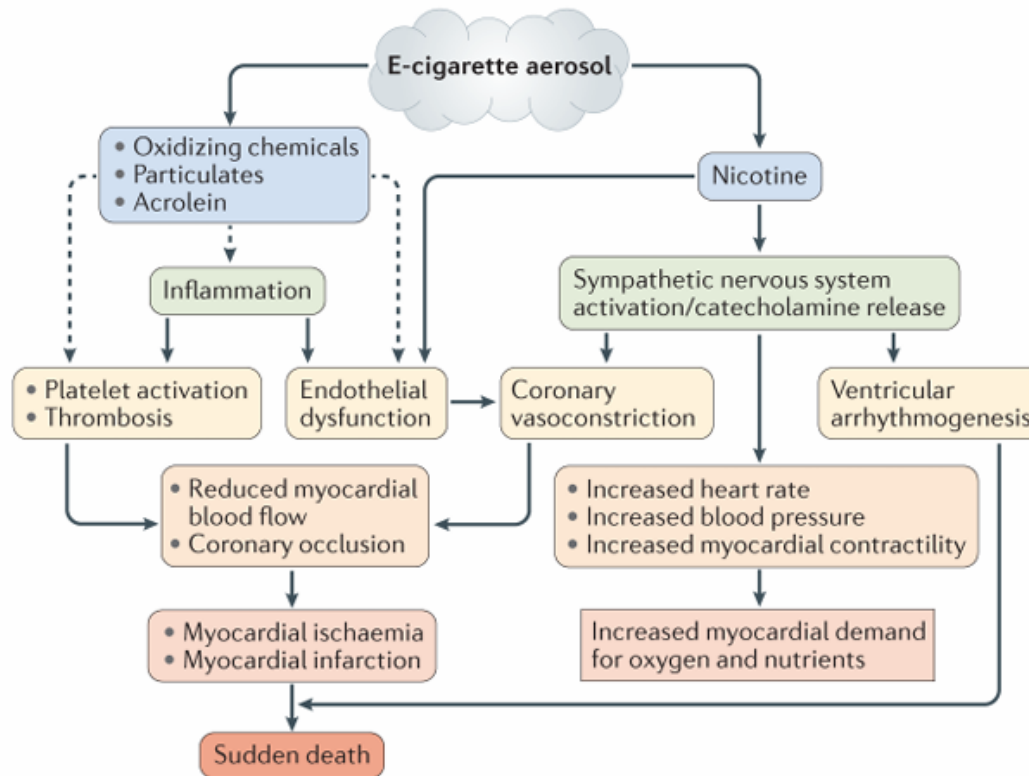 E-cigarette aerosol
• Oxidizing chemicals
• Particulates
• Acrolein
Nicotine
Inflammation
Sympathetic nervous system
activation/catecholamine release
• Platelet activation
• Thrombosis
Endothelial
dysfunction
Coronary
vasoconstriction
Ventricular
arrhythmogenesis
• Reduced myocardial
blood flow
• Coronary occlusion
• Increased heart rate
• Increased blood pressure
• Increased myocardial contractility
• Myocardial ischaemia
• Myocardial infarction
Increased myocardial demand
for oxygen and nutrients
Sudden death